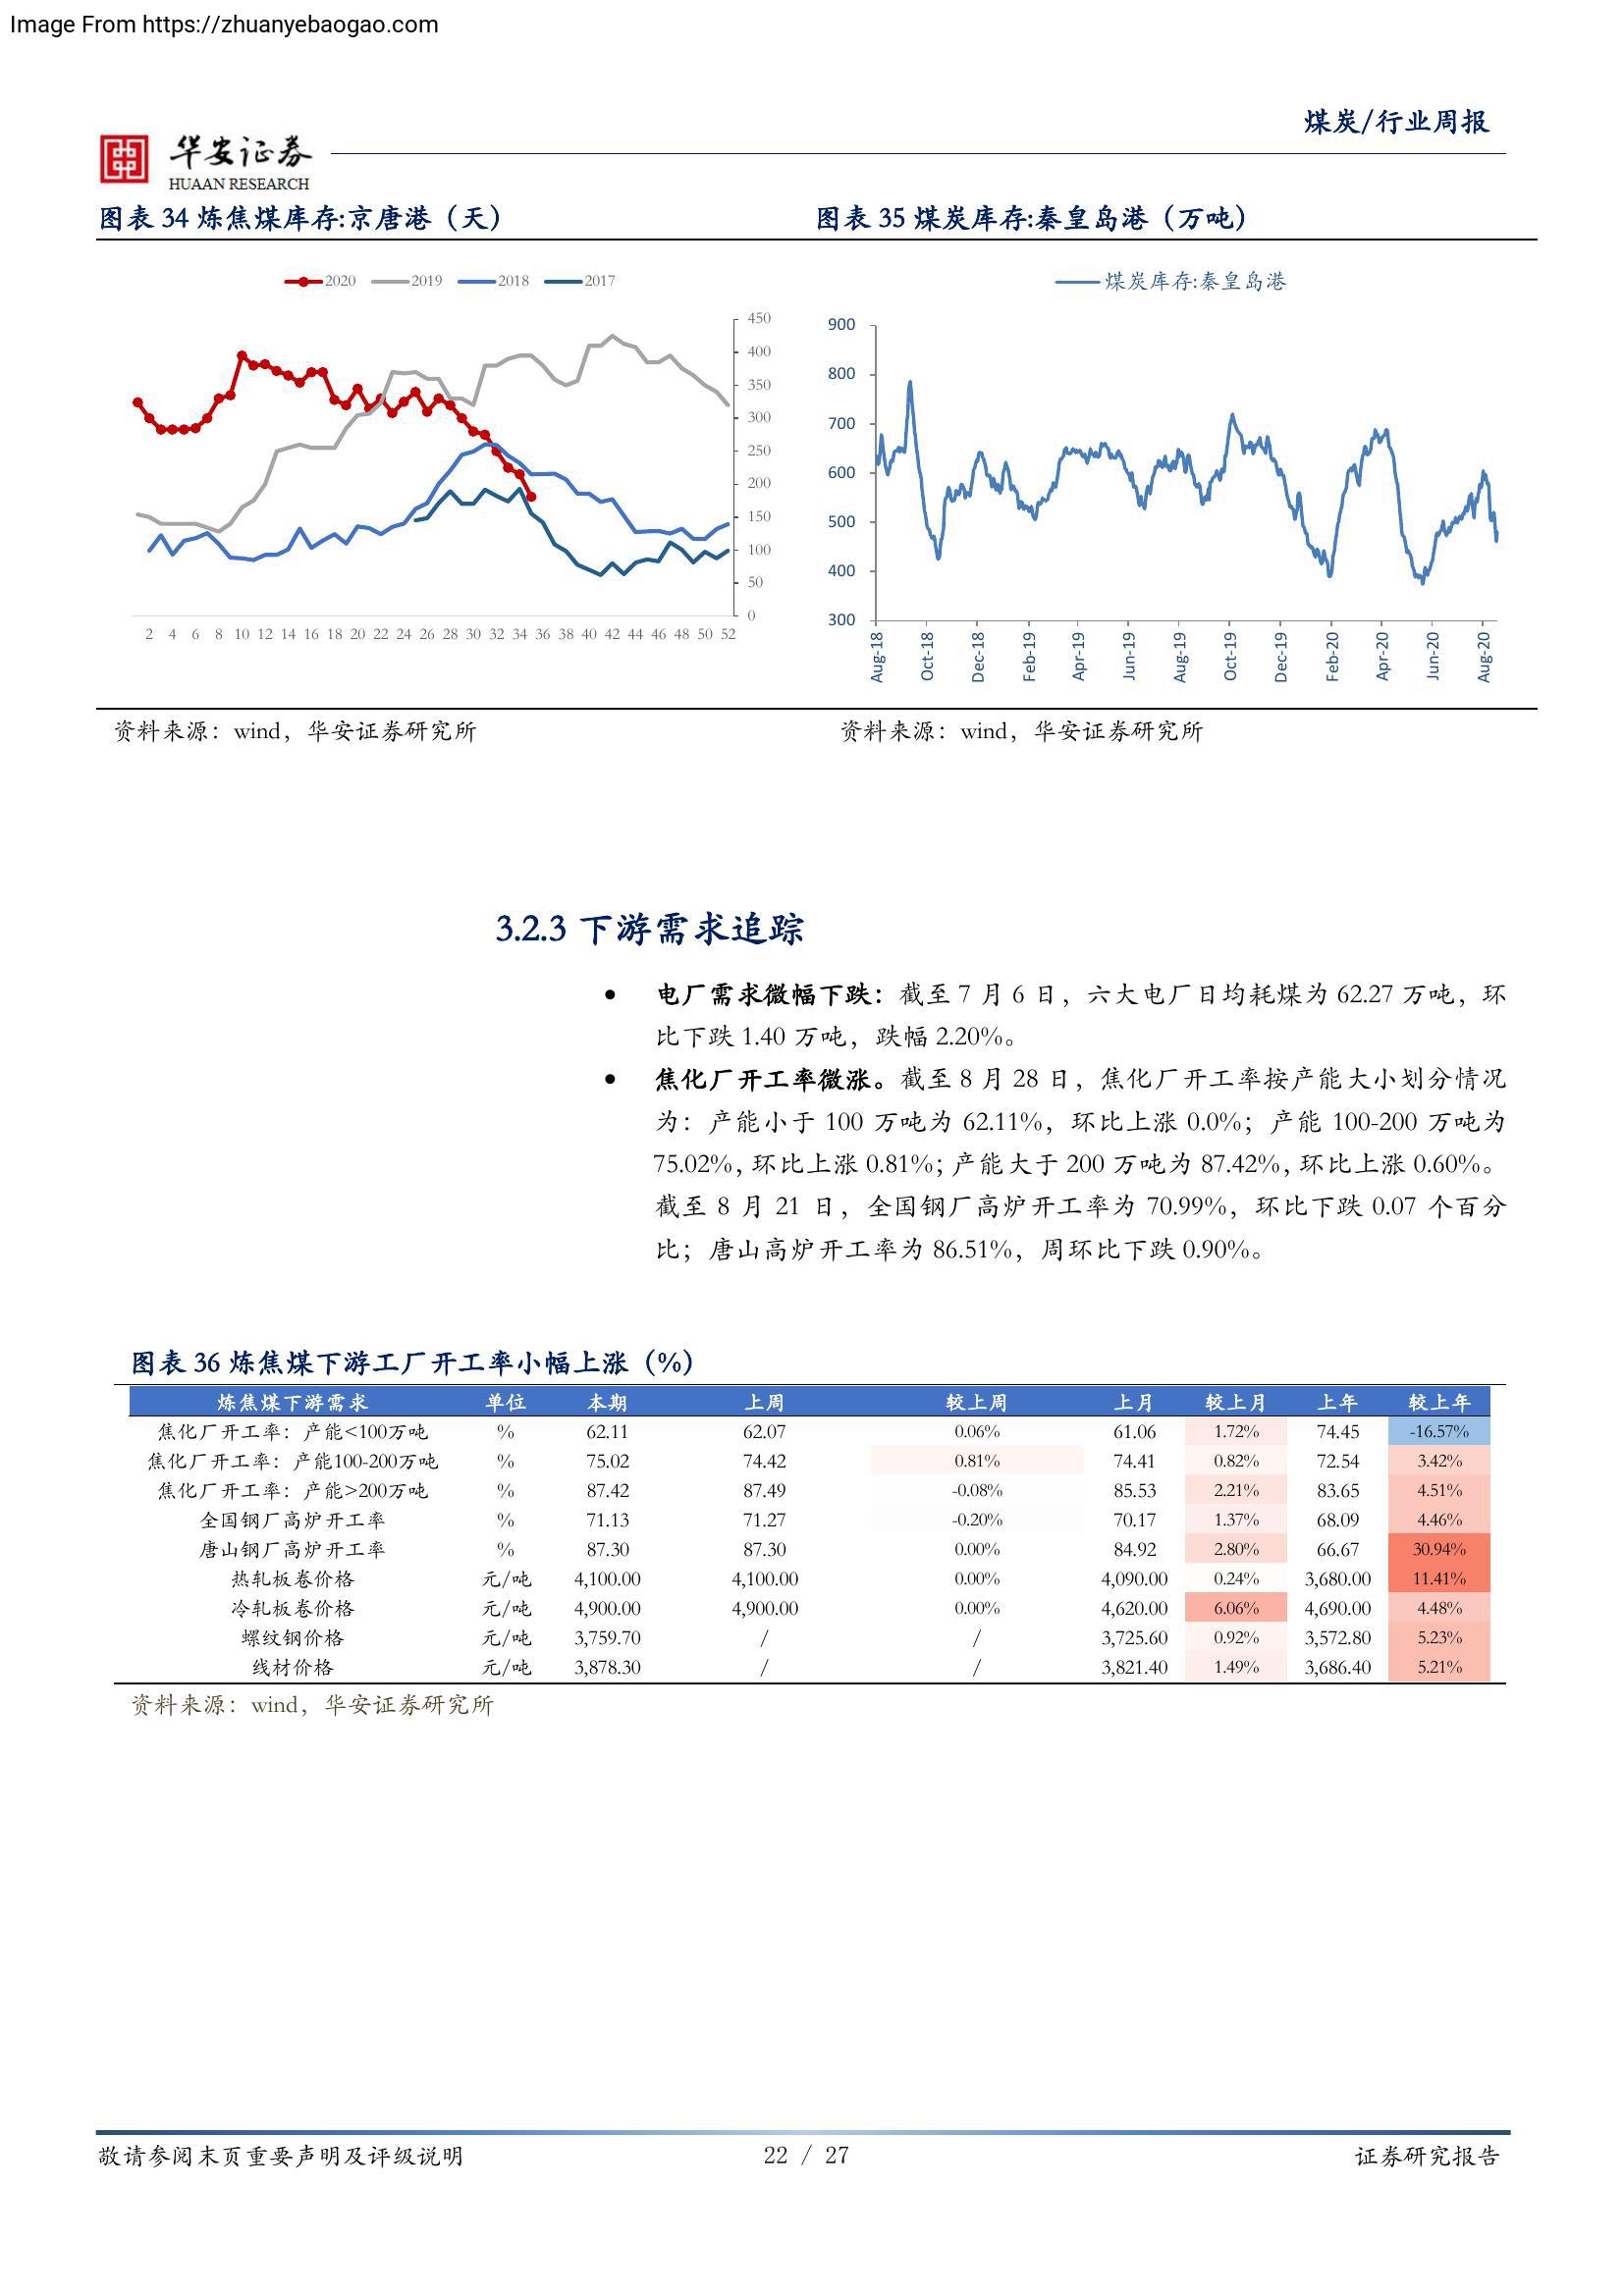 Image From https://zhuanyebaogao.com
煤炭/行业周报
华安证券
HUAAN RESEARCH
图表 34 炼焦煤库存:京唐港（天）
图表 35 煤炭库存:秦皇岛港（万吨）
2020 2019 2018 2017
450
400
350
300
250
200
150
100
50
0
2 4 6 8 10 12 14 16 18 20 22 24 26 28 30 32 34 36 38 40 42 44 46 48 50 52
煤炭库存:秦皇岛港
900
800
700
600
500
400
300
Aug-18 Oct-18 Dec-18 Feb-19 Apr-19 Jun-19 Aug-19 Oct-19 Dec-19 Feb-20 Apr-20 Jun-20 Aug-20
资料来源：wind，华安证券研究所
资料来源：wind，华安证券研究所
3.2.3 下游需求追踪
● 电厂需求微幅下跌：截至 7 月 6 日，六大电厂日均耗煤为 62.27 万吨，环
比下跌 1.40 万吨，跌幅 2.20%。
● 焦化厂开工率微涨。截至 8 月 28 日，焦化厂开工率按产能大小划分情况
为：产能小于 100 万吨为 62.11%，环比上涨 0.0%；产能 100-200 万吨为
75.02%，环比上涨 0.81%；产能大于 200 万吨为 87.42%，环比上涨 0.60%。
截至 8 月 21 日，全国钢厂高炉开工率为 70.99%，环比下跌 0.07 个百分
比；唐山高炉开工率为 86.51%，周环比下跌 0.90%。
图表 36 炼焦煤下游工厂开工率小幅上涨（%）
炼焦煤下游需求 单位 本期 上周 较上周 上月 较上月 上年 较上年
焦化厂开工率：产能<100万吨 % 62.11 62.07 0.06% 61.06 1.72% 74.45 -16.57%
焦化厂开工率：产能100-200万吨 % 75.02 74.42 0.81% 74.41 0.82% 72.54 3.42%
焦化厂开工率：产能>200万吨 % 87.42 87.49 -0.08% 85.53 2.21% 83.65 4.51%
全国钢厂高炉开工率 % 71.13 71.27 -0.20% 70.17 1.37% 68.09 4.46%
唐山钢厂高炉开工率 % 87.30 87.30 0.00% 84.92 2.80% 66.67 30.94%
热轧板卷价格 元/吨 4,100.00 4,100.00 0.00% 4,090.00 0.24% 3,680.00 11.41%
冷轧板卷价格 元/吨 4,900.00 4,900.00 0.00% 4,620.00 6.06% 4,690.00 4.48%
螺纹钢价格 元/吨 3,759.70 / / 3,725.60 0.92% 3,572.80 5.23%
线材价格 元/吨 3,878.30 / / 3,821.40 1.49% 3,686.40 5.21%
资料来源：wind，华安证券研究所
敬请参阅末页重要声明及评级说明
22 / 27
证券研究报告